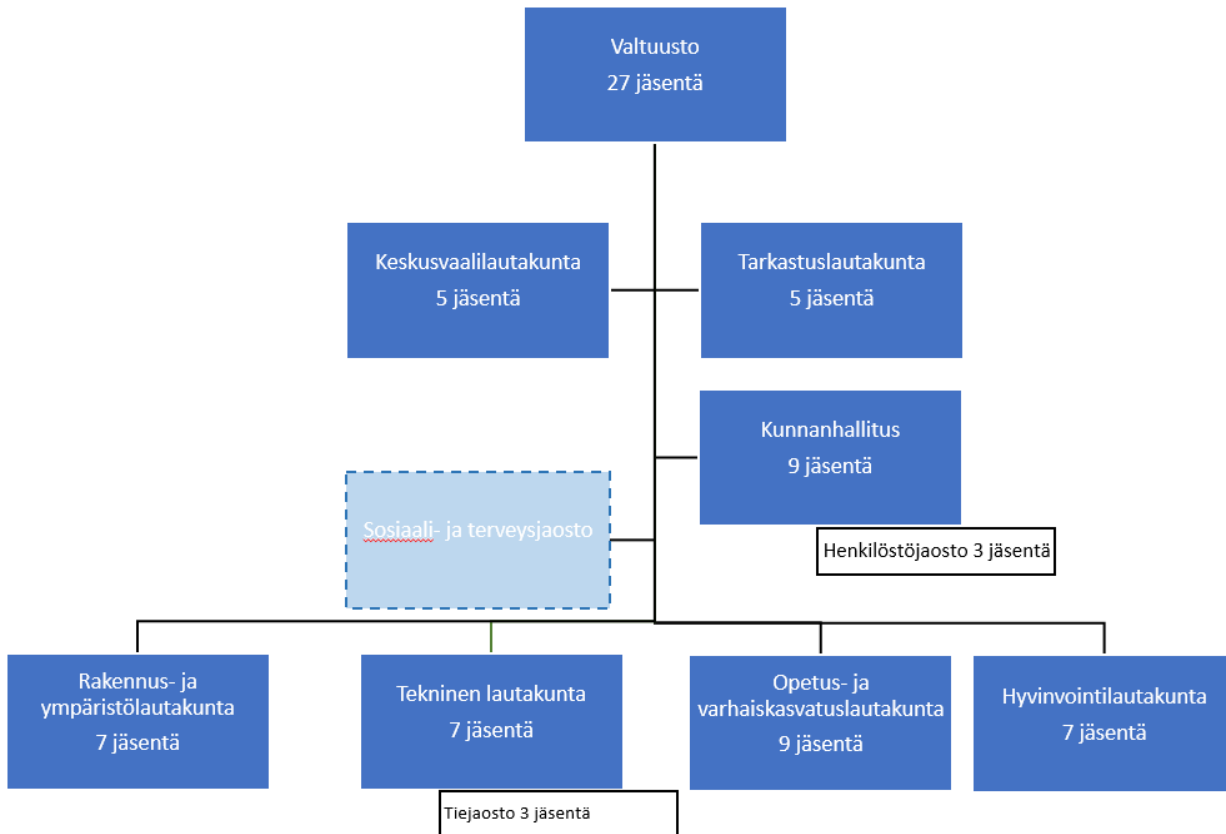 Valtuusto
27 jäsentä
Keskusvaalilautakunta
5 jäsentä
Tarkastuslautakunta
5 jäsentä
Kunnanhallitus
9 jäsentä
Sosiaali- ja terveysjaosto
Henkilöstöjaosto 3 jäsentä
Rakennus- ja
ympäristölautakunta
7 jäsentä
Tekninen lautakunta
7 jäsentä
Opetus- ja
varhaiskasvatuslautakunta
9 jäsentä
Hyvinvointilautakunta
7 jäsentä
Tiejaosto 3 jäsentä